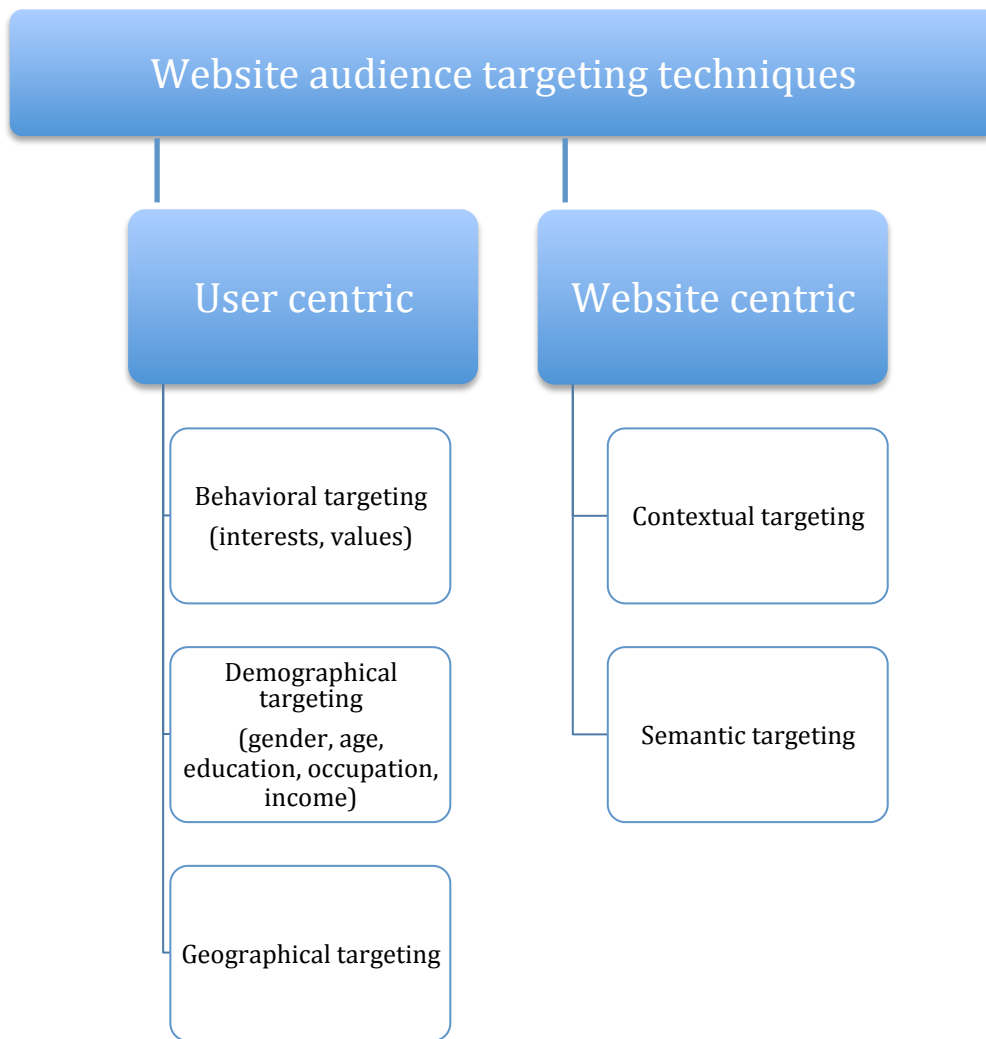 Website audience targeting techniques
User centric
Website centric
Behavioral targeting
(interests, values)
Demographical
targeting
(gender, age,
education, occupation,
income)
Geographical targeting
Contextual targeting
Semantic targeting